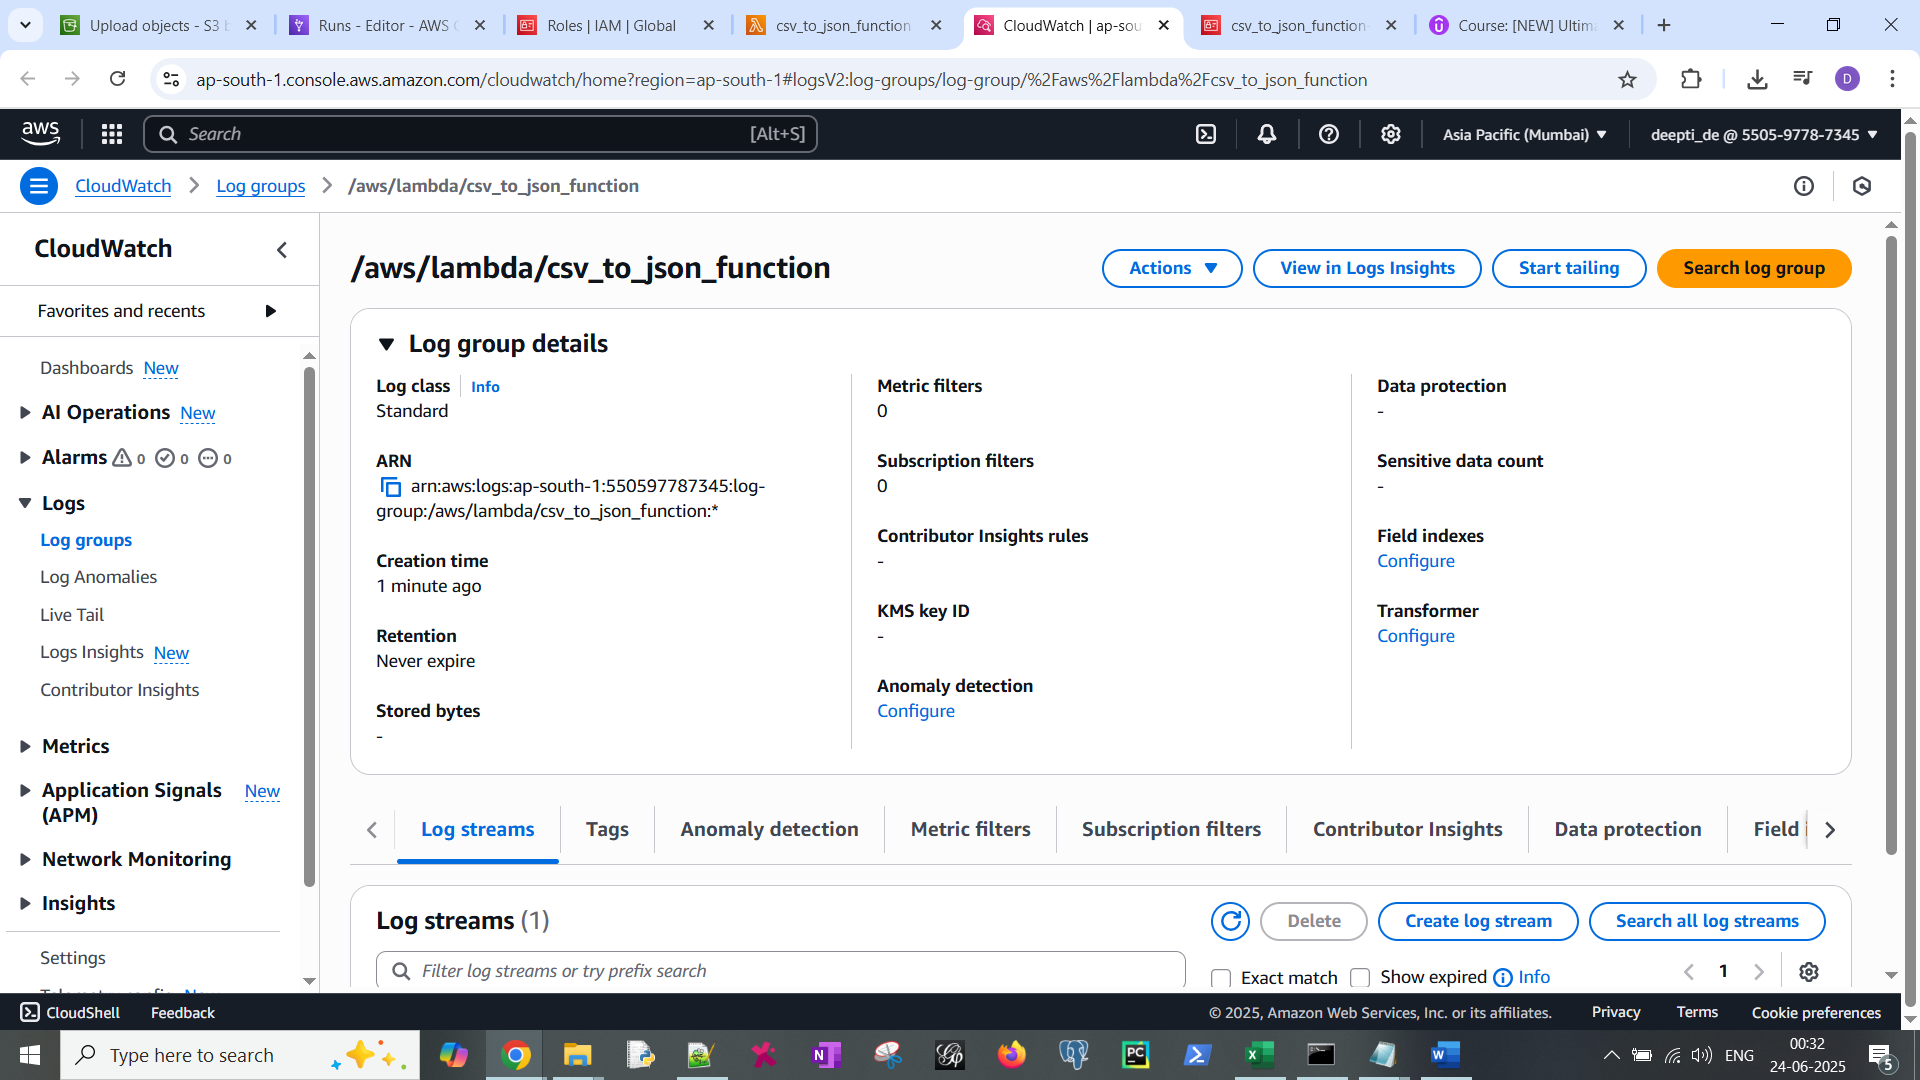 Upload objects - S3 b
Runs - Editor - AWS
Roles | IAM | Global
csv_to_json_function
CloudWatch | ap-sou
csv_to_json_function-
Course: [NEW] Ultim
ap-south-1.console.aws.amazon.com/cloudwatch/home?region=ap-south-1#logsV2:log-groups/log-group/%2Faws%2Flambda%2Fcsv_to_json_function
D
aws
Search
[Alt+S]
Asia Pacific (Mumbai)
deepti_de @ 5505-9778-7345
CloudWatch
Log groups
/aws/lambda/csv_to_json_function
CloudWatch
Favorites and recents
Dashboards New
AI Operations New
Alarms 0 0 0
Logs
Log groups
Log Anomalies
Live Tail
Logs Insights New
Contributor Insights
Metrics
Application Signals New
(APM)
Network Monitoring
Insights
Settings
/aws/lambda/csv_to_json_function
Actions
View in Logs Insights
Start tailing
Search log group
Log group details
Log class Info
Standard
ARN
arn:aws:logs:ap-south-1:550597787345:log-
group:/aws/lambda/csv_to_json_function:*
Creation time
1 minute ago
Retention
Never expire
Stored bytes
-
Metric filters
0
Subscription filters
0
Contributor Insights rules
-
KMS key ID
-
Anomaly detection
Configure
Data protection
-
Sensitive data count
-
Field indexes
Configure
Transformer
Configure
Log streams
Tags
Anomaly detection
Metric filters
Subscription filters
Contributor Insights
Data protection
Field i
Log streams (1)
Delete
Create log stream
Search all log streams
Filter log streams or try prefix search
Exact match
Show expired Info
1
CloudShell
Feedback
© 2025, Amazon Web Services, Inc. or its affiliates.
Privacy
Terms
Cookie preferences
Type here to search
ENG
00:32
24-06-2025
5